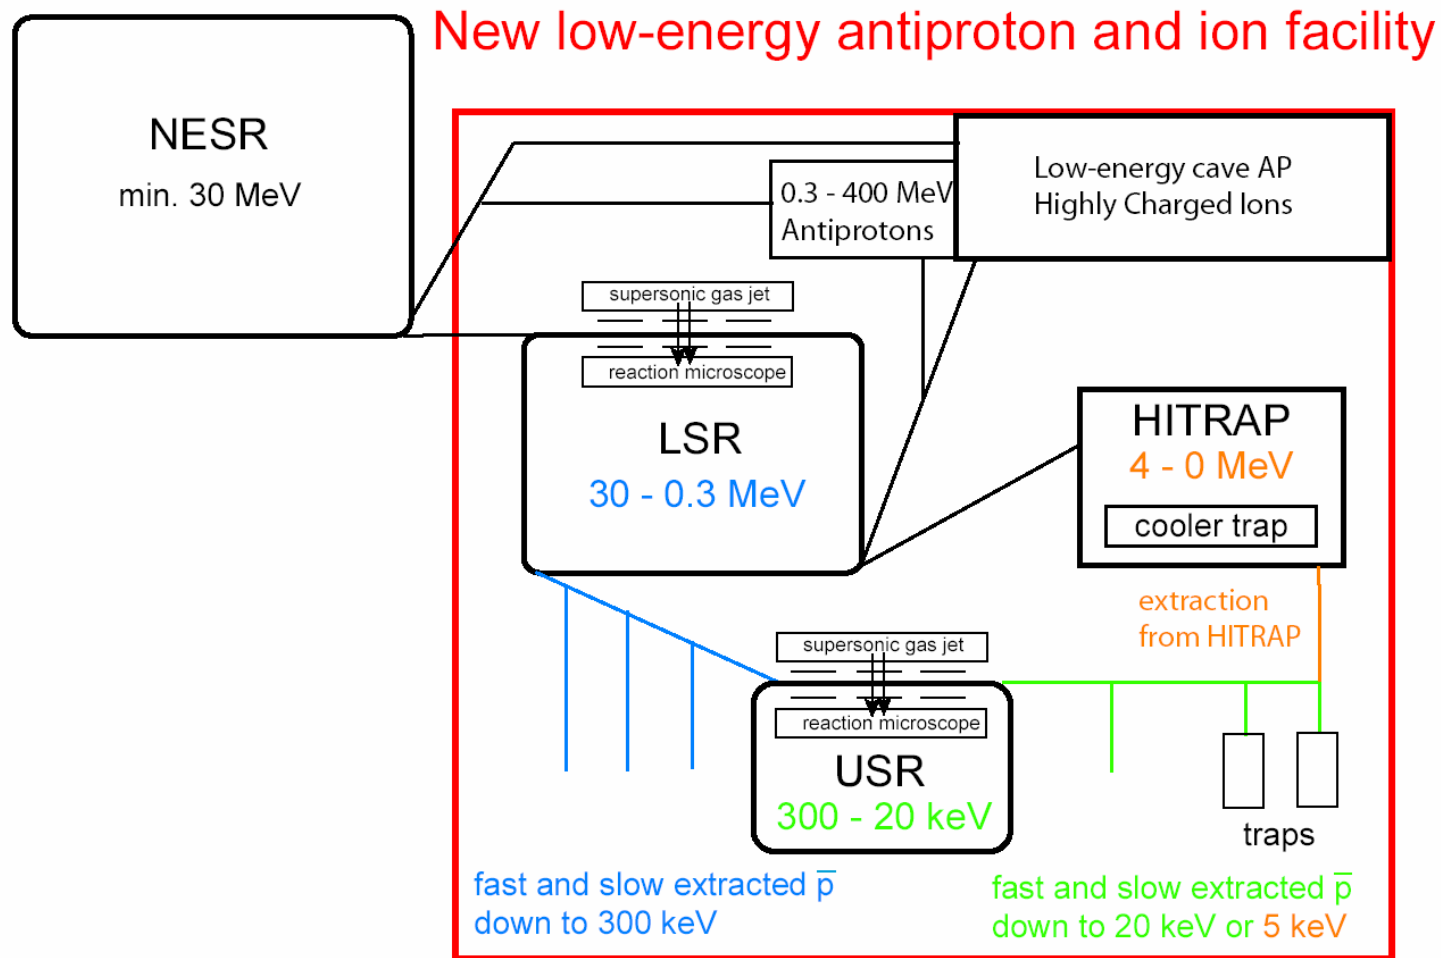 New low-energy antiproton and ion facility
NESR
min. 30 MeV
Low-energy cave AP
Highly Charged Ions
0.3 - 400 MeV
Antiprotons
supersonic gas jet
reaction microscope
LSR
30 - 0.3 MeV
HITRAP
4 - 0 MeV
cooler trap
extraction
from HITRAP
supersonic gas jet
reaction microscope
USR
300 - 20 keV
traps
fast and slow extracted p̅
down to 300 keV
fast and slow extracted p̅
down to 20 keV or 5 keV